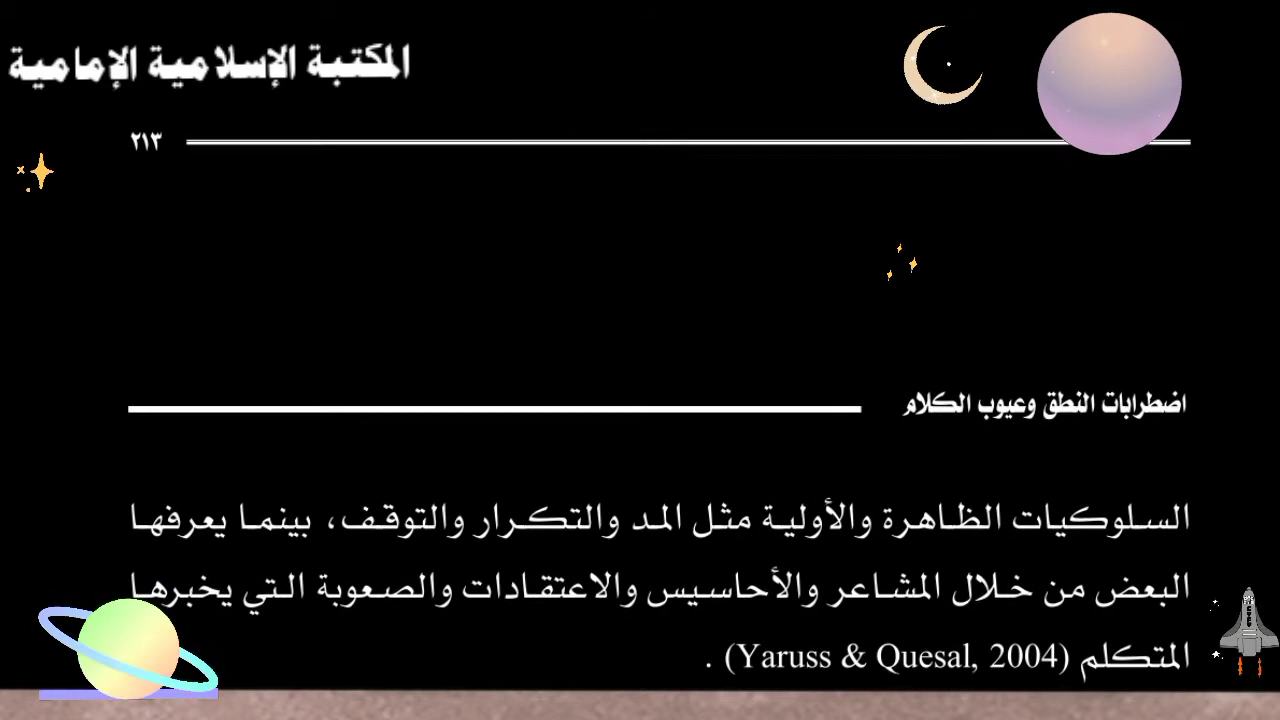 المكتبة الإسلامية الإمامية
٢١٣
اضطرابات النطق وعيوب الكلام
السلوكيات الظاهرة والأولية مثل المد والتكرار والتوقف، بينما يعرفها
البعض من خلال المشاعر والأحاسيس والاعتقادات والصعوبة التي يخبرها
المتكلم (Yaruss & Quesal, 2004) .